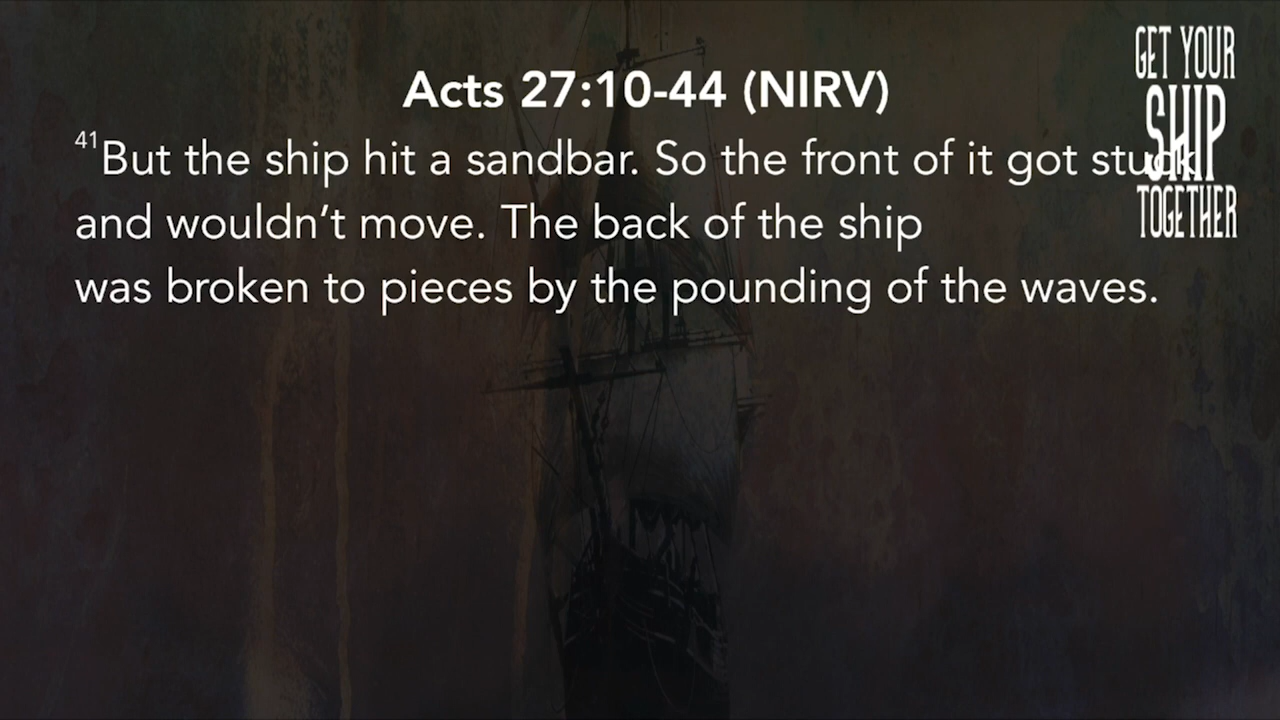 Acts 27:10-44 (NIRV)
41But the ship hit a sandbar. So the front of it got stuck
and wouldn’t move. The back of the ship
was broken to pieces by the pounding of the waves.
GET YOUR
SHIP
TOGETHER